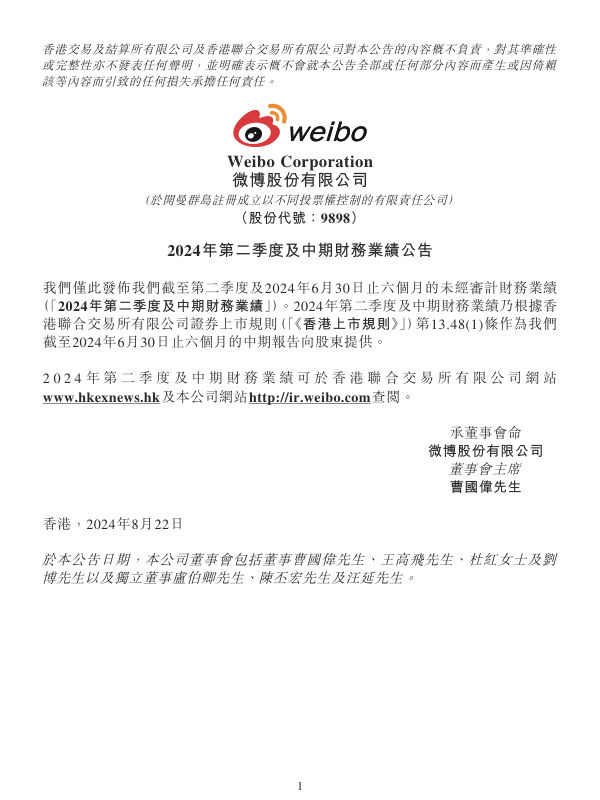 香港交易及結算所有限公司及香港聯合交易所有限公司對本公告的內容概不負責，對其準確性
或完整性亦不發表任何聲明，並明確表示概不會就本公告全部或任何部分內容而產生或因倚賴
該等內容而引致的任何損失承擔任何責任。
weibo
Weibo Corporation
微博股份有限公司
（於開曼群島註冊成立以不同投票權控制的有限責任公司）
（股份代號：9898）
2024年第二季度及中期財務業績公告
我們僅此發佈我們截至第二季度及2024年6月30日止六個月的未經審計財務業績
（「2024年第二季度及中期財務業績」）。2024年第二季度及中期財務業績乃根據香
港聯合交易所有限公司證券上市規則（「《香港上市規則》」）第13.48(1)條作為我們
截至2024年6月30日止六個月的中期報告向股東提供。
2024年第二季度及中期財務業績可於香港聯合交易所有限公司網站
www.hkexnews.hk及本公司網站http://ir.weibo.com查閱。
承董事會命
微博股份有限公司
董事會主席
曹國偉先生
香港，2024年8月22日
於本公告日期，本公司董事會包括董事曹國偉先生、王高飛先生、杜紅女士及劉
博先生以及獨立董事盧伯卿先生、陳丕宏先生及汪延先生。
1